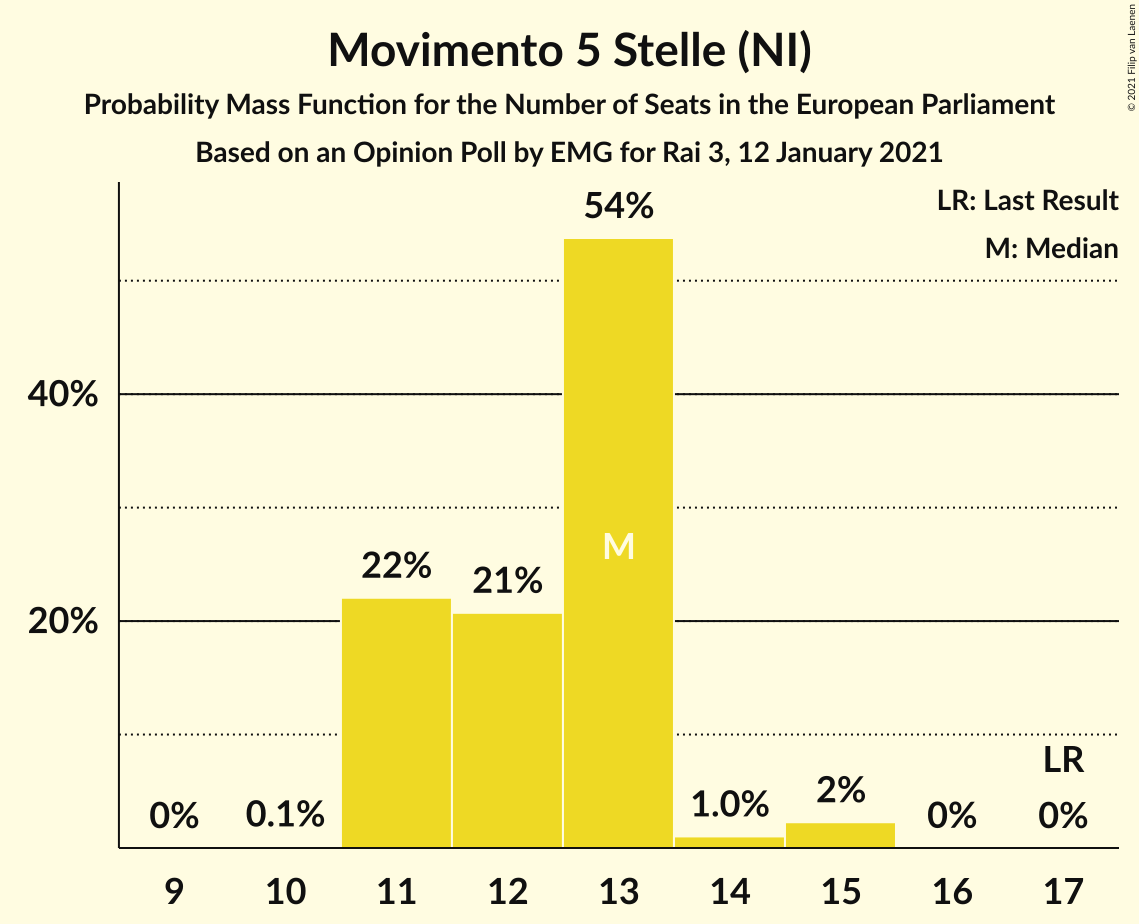 Movimento 5 Stelle (NI)
Probability Mass Function for the Number of Seats in the European Parliament
Based on an Opinion Poll by EMG for Rai 3, 12 January 2021
© 2021 Filip van Laenen
LR: Last Result
M: Median
54%
40%
M
22%
21%
20%
LR
0%
0.1%
1.0%
2%
0%
0%
9 10 11 12 13 14 15 16 17